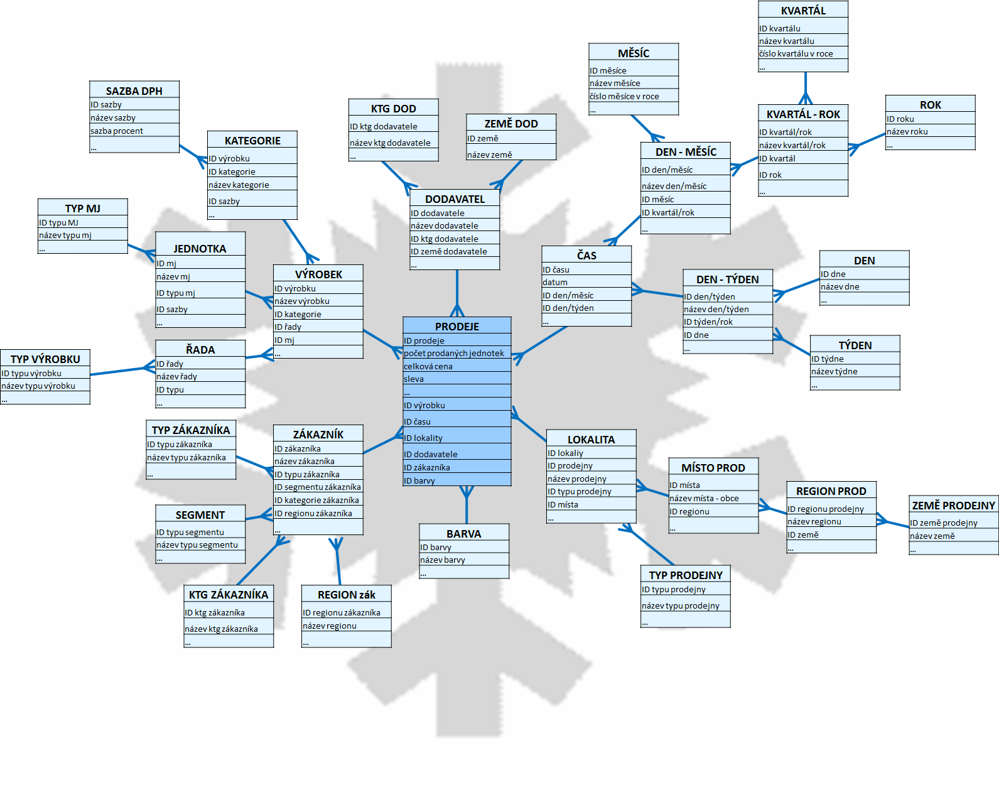 KVARTÁL
ID kvartálu
název kvartálu
číslo kvartálu v roce
...
MĚSÍC
ID měsíce
název měsíce
číslo měsíce v roce
...
SAZBA DPH
ID sazby
název sazby
sazba procent
...
KTG DOD
ID ktg dodavatele
název ktg dodavatele
...
ZEMĚ DOD
ID země
název země
KVARTÁL - ROK
ID kvartál/rok
název kvartál/rok
ID kvartál
ID rok
...
ROK
ID roku
název roku
...
KATEGORIE
ID výrobku
ID kategorie
název kategorie
ID sazby
...
DEN - MĚSÍC
ID den/měsíc
název den/měsíc
ID měsíc
ID kvartál/rok
...
TYP MJ
ID typu MJ
název typu mj
...
DODAVATEL
ID dodavatele
název dodavatele
ID ktg dodavatele
ID země dodavatele
...
JEDNOTKA
ID mj
název mj
ID typu mj
ID sazby
...
VÝROBEK
ID výrobku
název výrobku
ID kategorie
ID řady
ID mj
...
ČAS
ID času
datum
ID den/měsíc
ID den/týden
...
DEN - TÝDEN
ID den/týden
název den/týden
ID týden/rok
ID dne
...
DEN
ID dne
název dne
...
TÝDEN
ID týdne
název týdne
...
TYP VÝROBKU
ID typu výrobku
název typu výrobku
...
ŘADA
ID řady
název řady
ID typu
...
PRODEJE
ID prodeje
počet prodaných jednotek
celková cena
sleva
...
ID výrobku
ID času
ID lokality
ID dodavatele
ID zákazníka
ID barvy
TYP ZÁKAZNÍKA
ID typu zákazníka
název typu zákazníka
...
ZÁKAZNÍK
ID zákazníka
název zákazníka
ID typu zákazníka
ID segmentu zákazníka
ID kategorie zákazníka
ID regionu zákazníka
...
LOKALITA
ID lokaliy
ID prodejny
název prodejny
ID typu prodejny
ID místa
...
MÍSTO PROD
ID místa
název místa - obce
ID regionu
...
REGION PROD
ID regionu prodejny
název regionu
ID země
...
ZEMĚ PRODEJNY
ID země prodejny
název země
...
SEGMENT
ID typu segmentu
název typu segmentu
...
BARVA
ID barvy
název barvy
...
TYP PRODEJNY
ID typu prodejny
název typu prodejny
...
KTG ZÁKAZNÍKA
ID ktg zákazníka
název ktg zákazníka
...
REGION zák
ID regionu zákazníka
název regionu
...